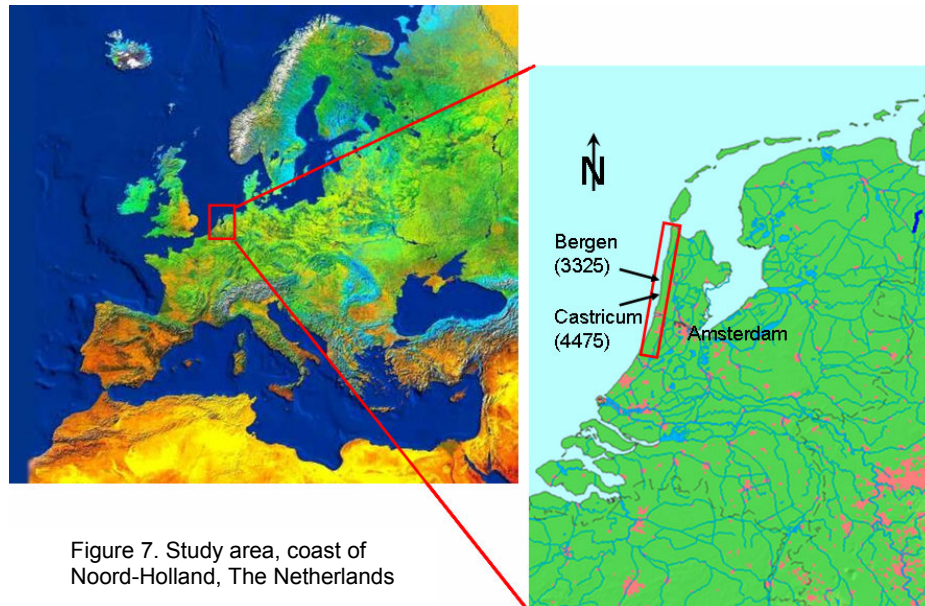 N
Bergen
(3325)
Castricum
(4475)
Amsterdam
Figure 7. Study area, coast of
Noord-Holland, The Netherlands